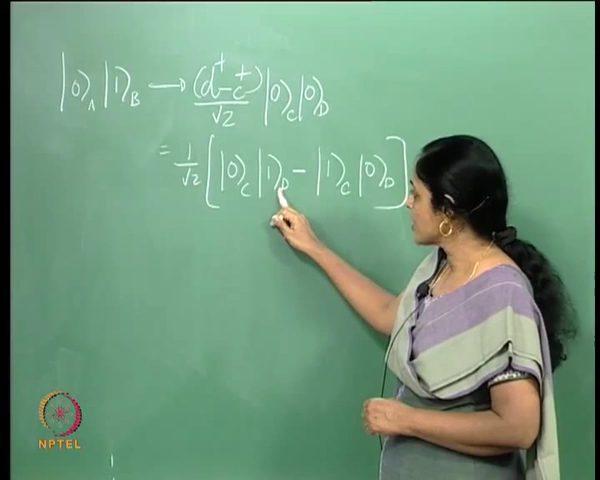 |0⟩_A |1⟩_B → (d† - c†)/√2 |0⟩_C |0⟩_D
= 1/√2 [ |0⟩_C |1⟩_D - |1⟩_C |0⟩_D ]
NPTEL